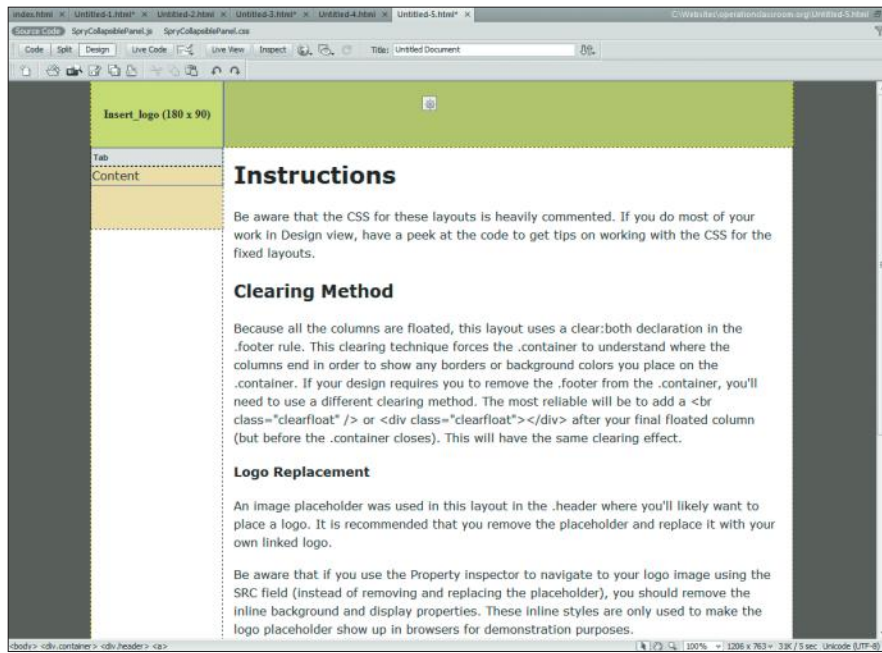 index.html × Untitled-1.html* × Untitled-2.html × Untitled-3.html* × Untitled-4.html × Untitled-5.html* × C:\Websites\operationclassroom.org\Untitled-5.html
Source Code SpryCollapsiblePanel.js SpryCollapsiblePanel.css
Code Split Design Live Code Live View Inspect Title: Untitled Document
Insert_logo (180 x 90)
Tab
Content
Instructions
Be aware that the CSS for these layouts is heavily commented. If you do most of your
work in Design view, have a peek at the code to get tips on working with the CSS for the
fixed layouts.
Clearing Method
Because all the columns are floated, this layout uses a clear:both declaration in the
.footer rule. This clearing technique forces the .container to understand where the
columns end in order to show any borders or background colors you place on the
.container. If your design requires you to remove the .footer from the .container, you'll
need to use a different clearing method. The most reliable will be to add a <br
class="clearfloat" /> or <div class="clearfloat"></div> after your final floated column
(but before the .container closes). This will have the same clearing effect.
Logo Replacement
An image placeholder was used in this layout in the .header where you'll likely want to
place a logo. It is recommended that you remove the placeholder and replace it with your
own linked logo.
Be aware that if you use the Property inspector to navigate to your logo image using the
SRC field (instead of removing and replacing the placeholder), you should remove the
inline background and display properties. These inline styles are only used to make the
logo placeholder show up in browsers for demonstration purposes.
<body> <div.container> <div.header> <a> 100% 1206 x 763 31K / 5 sec Unicode (UTF-8)